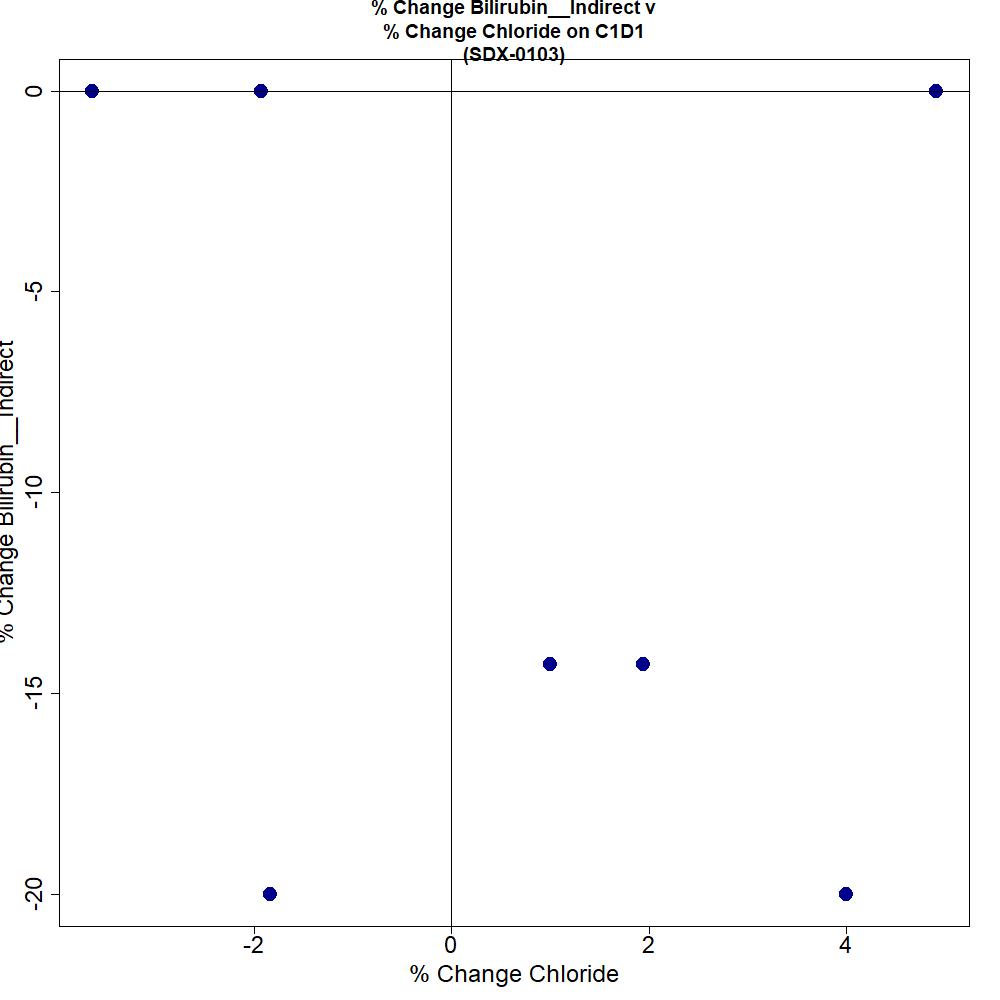 % Change Bilirubin__Indirect v
% Change Chloride on C1D1
(SDX-0103)
% Change Bilirubin__Indirect
0
-5
-10
-15
-20
-2
0
2
4
% Change Chloride